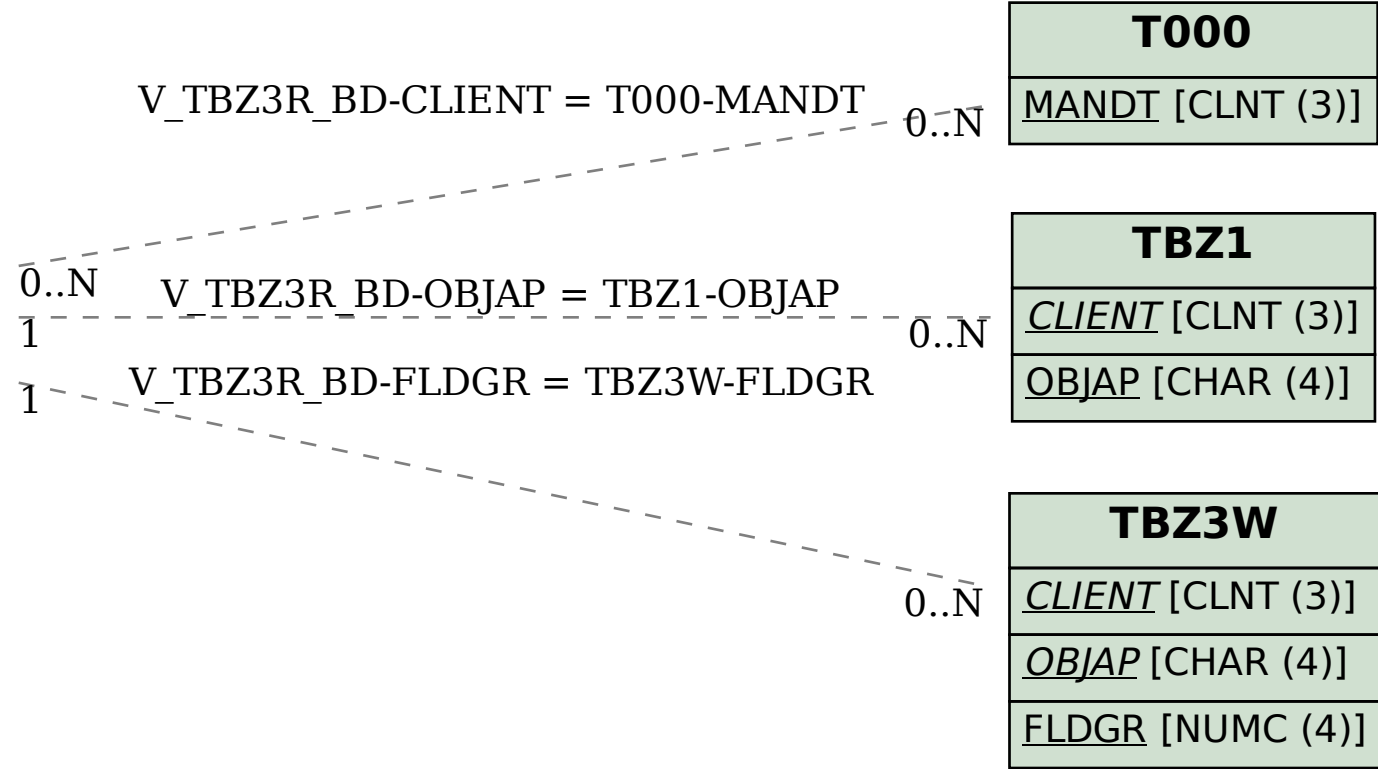 T000
MANDT [CLNT (3)]
V_TBZ3R_BD-CLIENT = T000-MANDT
0..N
0..N
TBZ1
CLIENT [CLNT (3)]
OBJAP [CHAR (4)]
V_TBZ3R_BD-OBJAP = TBZ1-OBJAP
1
0..N
V_TBZ3R_BD-FLDGR = TBZ3W-FLDGR
1
0..N
TBZ3W
CLIENT [CLNT (3)]
OBJAP [CHAR (4)]
FLDGR [NUMC (4)]